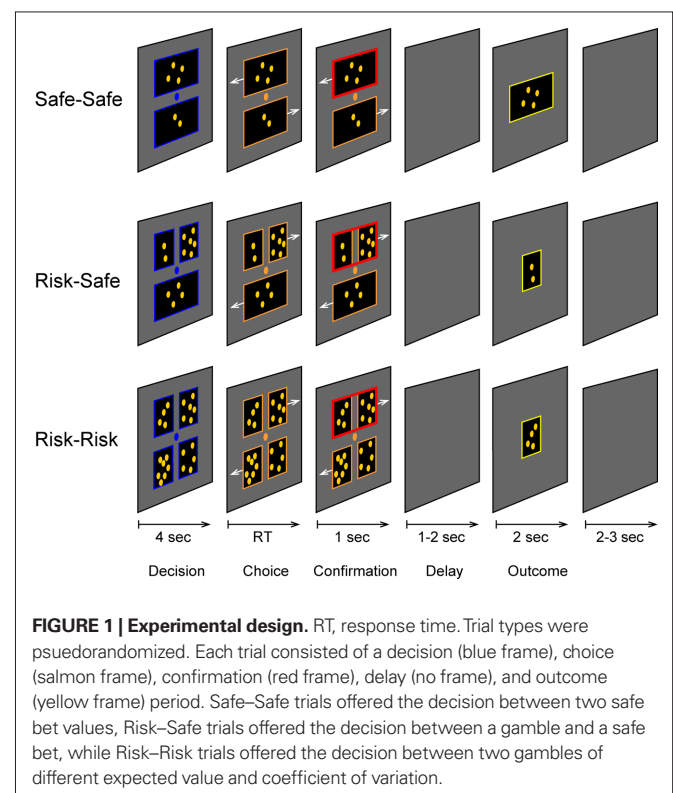 Safe-Safe
Risk-Safe
Risk-Risk
4 sec RT 1 sec 1-2 sec 2 sec 2-3 sec
Decision Choice Confirmation Delay Outcome
FIGURE 1 | Experimental design. RT, response time. Trial types were
psuedorandomized. Each trial consisted of a decision (blue frame), choice
(salmon frame), confirmation (red frame), delay (no frame), and outcome
(yellow frame) period. Safe–Safe trials offered the decision between two safe
bet values, Risk–Safe trials offered the decision between a gamble and a safe
bet, while Risk–Risk trials offered the decision between two gambles of
different expected value and coefficient of variation.